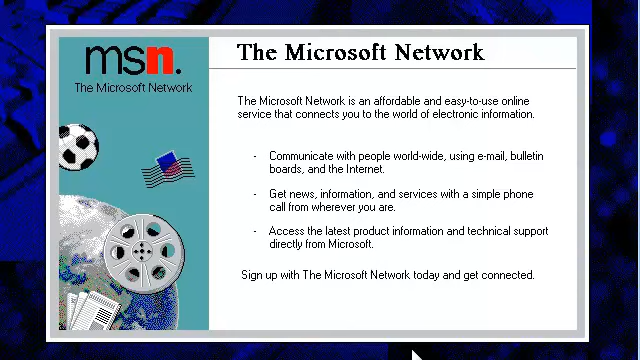 msn.
The Microsoft Network
The Microsoft Network
The Microsoft Network is an affordable and easy-to-use online
service that connects you to the world of electronic information.
- Communicate with people world-wide, using e-mail, bulletin
boards, and the Internet.
- Get news, information, and services with a simple phone
call from wherever you are.
- Access the latest product information and technical support
directly from Microsoft.
Sign up with The Microsoft Network today and get connected.